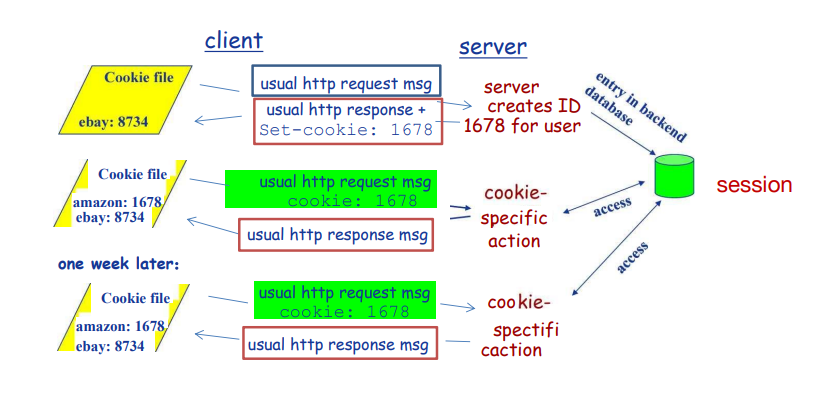 client
server
Cookie file
ebay: 8734
usual http request msg
usual http response +
Set-cookie: 1678
server
creates ID
1678 for user
entry in backend
database
Cookie file
amazon: 1678
ebay: 8734
usual http request msg
cookie: 1678
usual http response msg
cookie-
specific
action
access
session
one week later:
Cookie file
amazon: 1678
ebay: 8734
usual http request msg
cookie: 1678
usual http response msg
cookie-
spectifi
caction
access